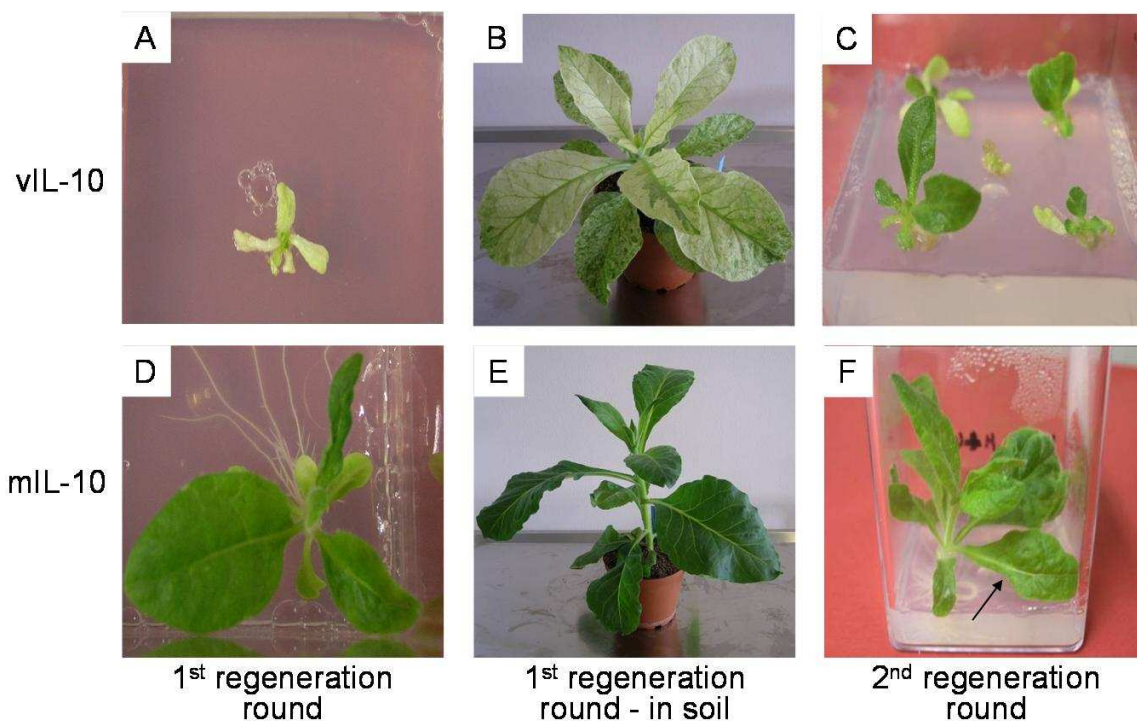 A
B
C
vIL-10
D
E
F
mIL-10
1st regeneration
round
1st regeneration
round - in soil
2nd regeneration
round